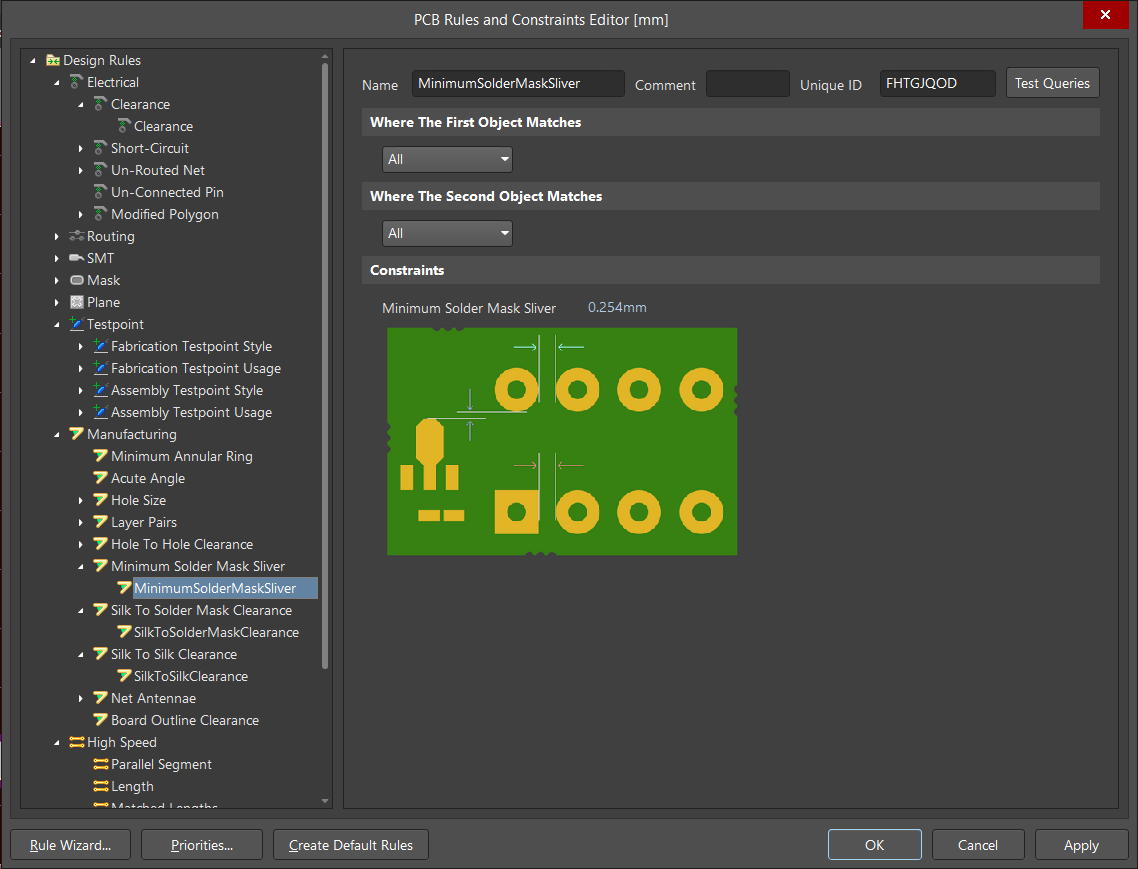 PCB Rules and Constraints Editor [mm]
Design Rules
Electrical
Clearance
Clearance
Short-Circuit
Un-Routed Net
Un-Connected Pin
Modified Polygon
Routing
SMT
Mask
Plane
Testpoint
Fabrication Testpoint Style
Fabrication Testpoint Usage
Assembly Testpoint Style
Assembly Testpoint Usage
Manufacturing
Minimum Annular Ring
Acute Angle
Hole Size
Layer Pairs
Hole To Hole Clearance
Minimum Solder Mask Sliver
MinimumSolderMaskSliver
Silk To Solder Mask Clearance
SilkToSolderMaskClearance
Silk To Silk Clearance
SilkToSilkClearance
Net Antennae
Board Outline Clearance
High Speed
Parallel Segment
Length
Matched Lengths
Name MinimumSolderMaskSliver Comment Unique ID FHTGJQOD Test Queries
Where The First Object Matches
All
Where The Second Object Matches
All
Constraints
Minimum Solder Mask Sliver 0.254mm
Rule Wizard... Priorities... Create Default Rules OK Cancel Apply